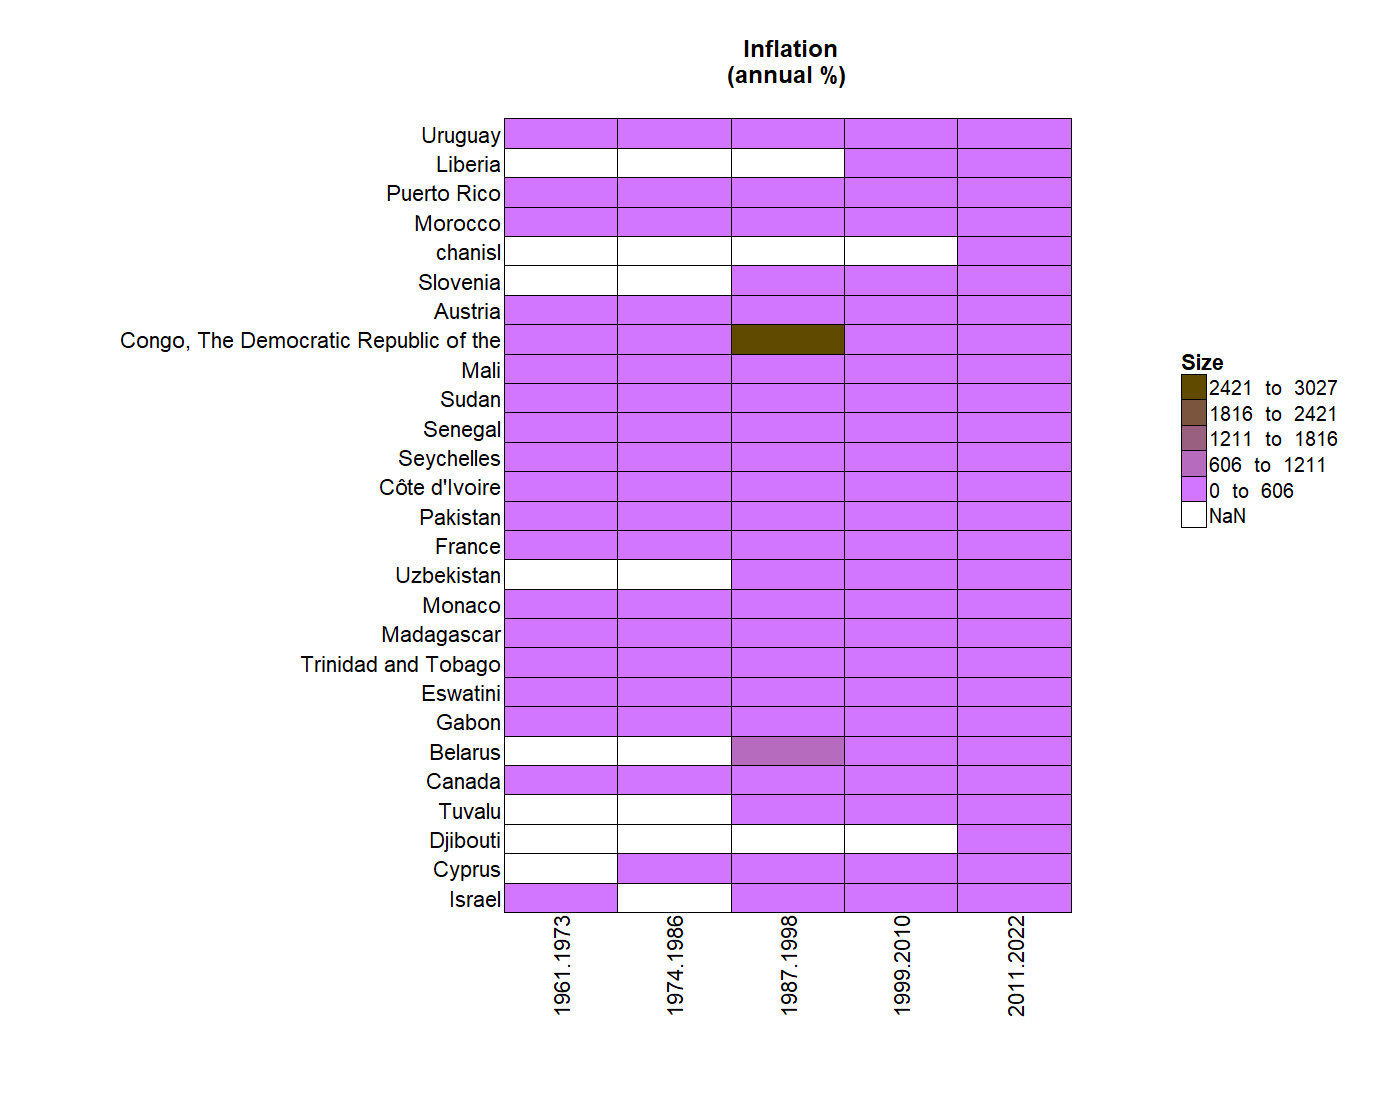 Inflation
(annual %)
Uruguay
Liberia
Puerto Rico
Morocco
chanisl
Slovenia
Austria
Congo, The Democratic Republic of the
Mali
Sudan
Senegal
Seychelles
Côte d'Ivoire
Pakistan
France
Uzbekistan
Monaco
Madagascar
Trinidad and Tobago
Eswatini
Gabon
Belarus
Canada
Tuvalu
Djibouti
Cyprus
Israel
1961.1973
1974.1986
1987.1998
1999.2010
2011.2022
Size
2421 to 3027
1816 to 2421
1211 to 1816
606 to 1211
0 to 606
NaN